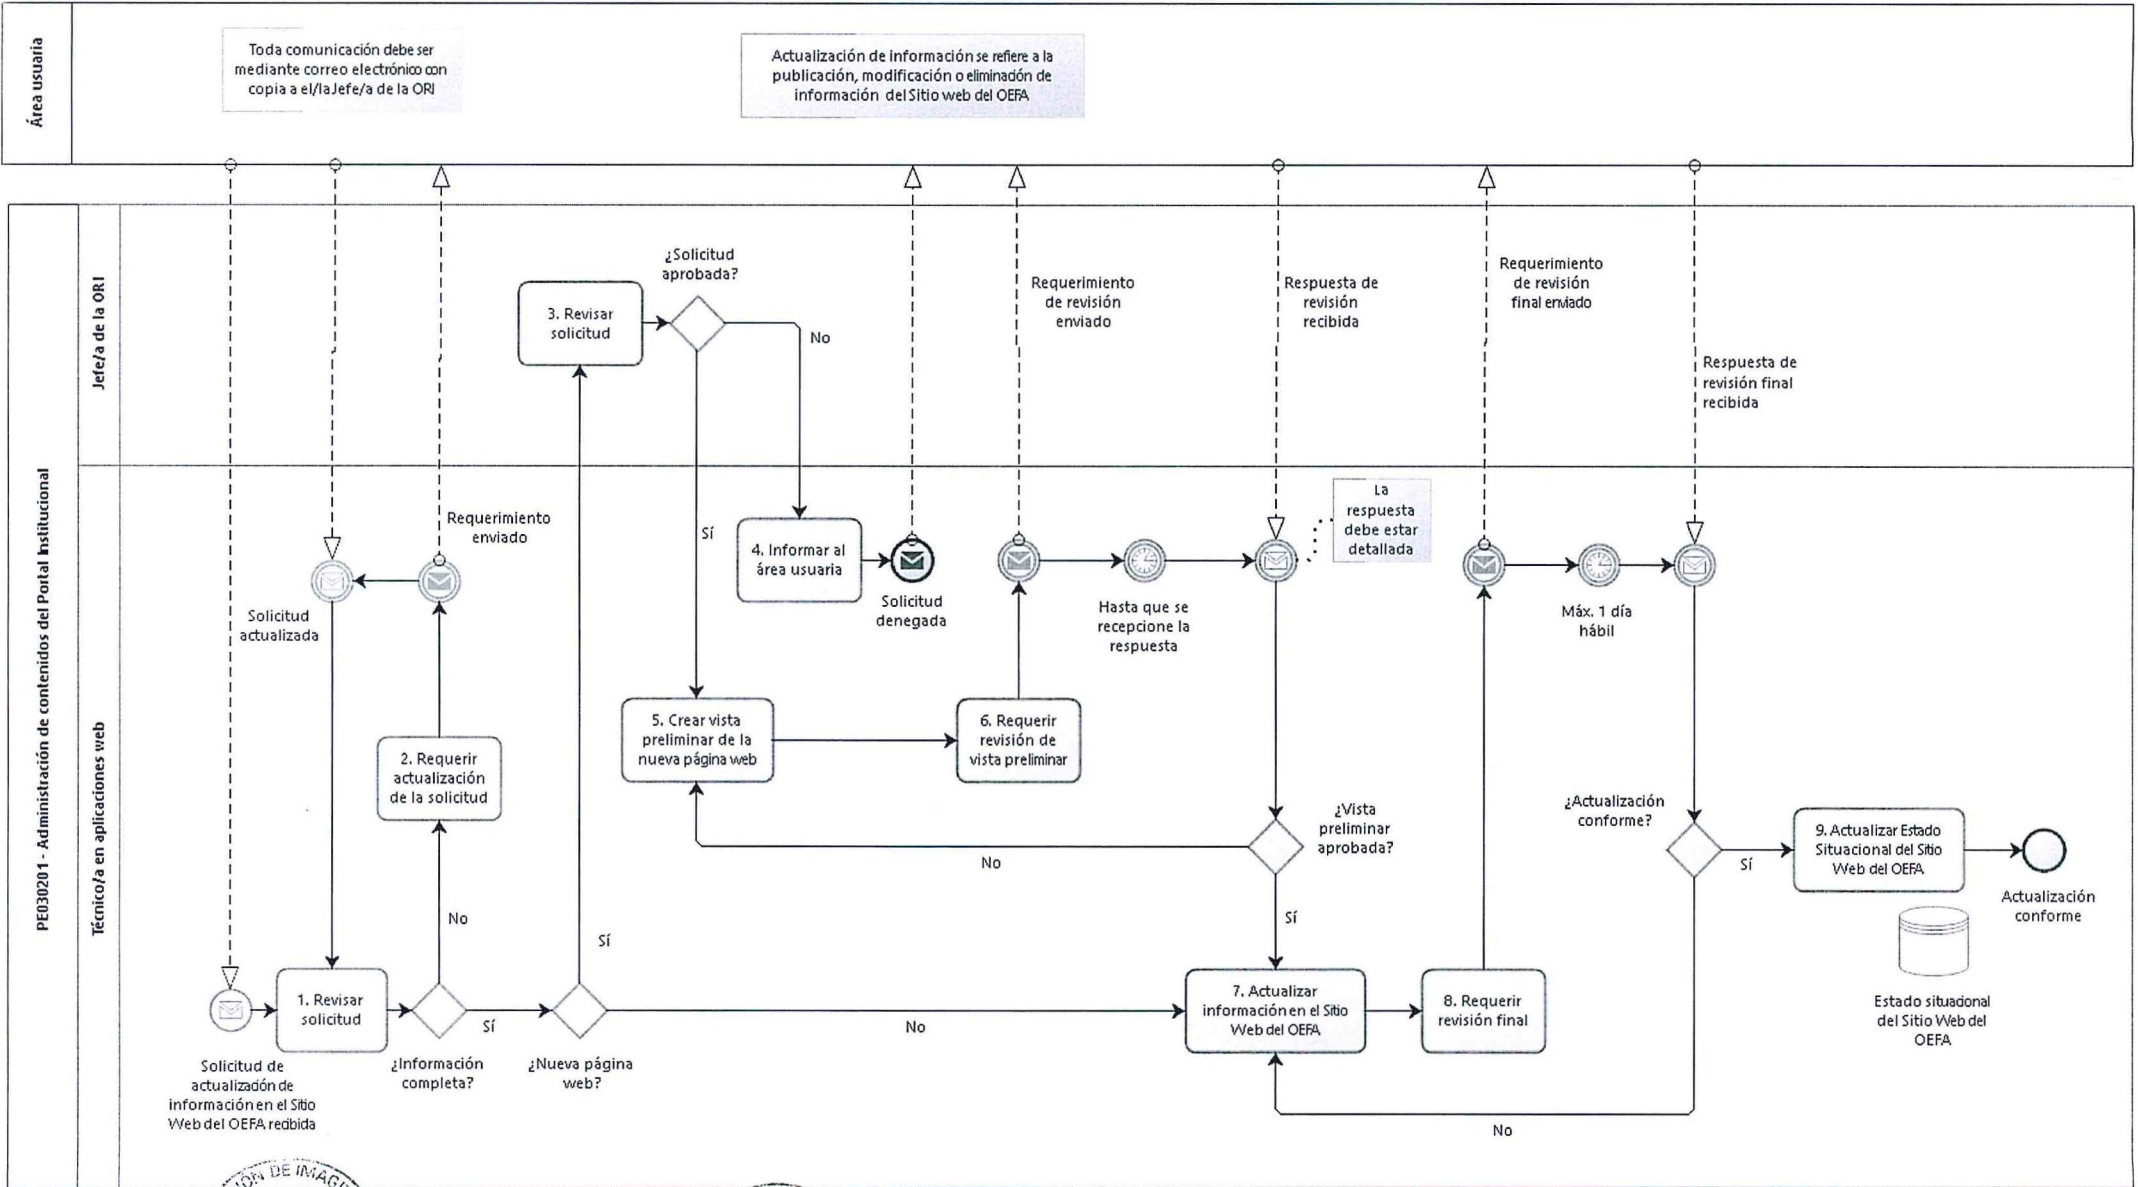 Área usuaria
Toda comunicación debe ser
mediante correo electrónico con
copia a el/la Jefe/a de la ORI
Actualización de información se refiere a la
publicación, modificación o eliminación de
información del Sitio web del OEFA
PE030201 - Administración de contenidos del Portal Institucional
Jefe/a de la ORI
¿Solicitud
aprobada?
3. Revisar
solicitud
No
Requerimiento
de revisión
enviado
Respuesta de
revisión
recibida
Requerimiento
de revisión
final enviado
Respuesta de
revisión final
recibida
Técnico/a en aplicaciones web
Requerimiento
enviado
Solicitud
actualizada
Sí
4. Informar al
área usuaria
Solicitud
denegada
Hasta que se
recepcione la
respuesta
La
respuesta
debe estar
detallada
Máx. 1 día
hábil
2. Requerir
actualización
de la solicitud
5. Crear vista
preliminar de la
nueva página web
6. Requerir
revisión de
vista preliminar
¿Vista
preliminar
aprobada?
No
¿Actualización
conforme?
Sí
9. Actualizar Estado
Situacional del Sitio
Web del OEFA
Actualización
conforme
Estado situacional
del Sitio Web del
OEFA
No
Sí
Sí
Solicitud de
actualización de
información en el Sitio
Web del OEFA recibida
1. Revisar
solicitud
¿Información
completa?
Sí
¿Nueva página
web?
No
7. Actualizar
información en el Sitio
Web del OEFA
8. Requerir
revisión final
No
DE